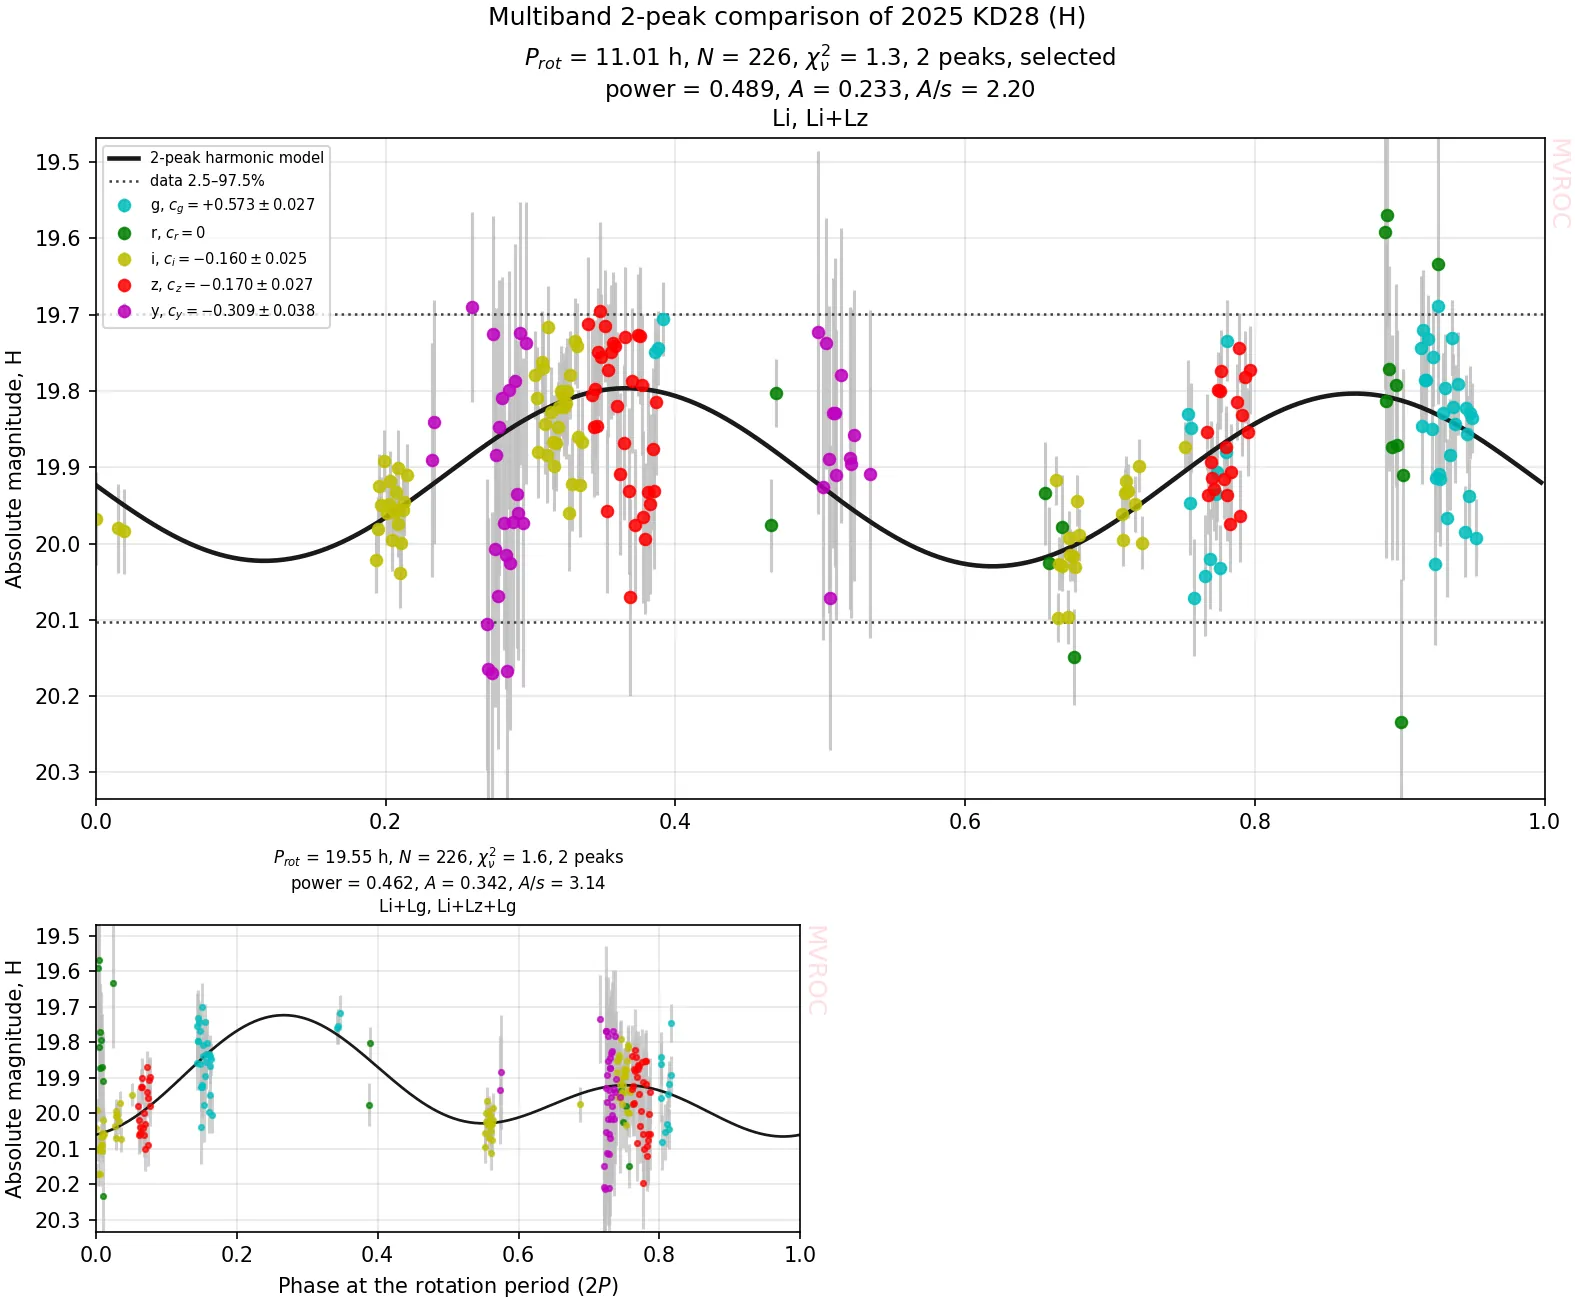 Multiband 2-peak comparison of 2025 KD28 (H)
P_rot = 11.01 h, N = 226, χ²_ν = 1.3, 2 peaks, selected
power = 0.489, A = 0.233, A/s = 2.20
Li, Li+Lz
MVROC
2-peak harmonic model
data 2.5–97.5%
g, c_g = +0.573 ± 0.027
r, c_r = 0
i, c_i = −0.160 ± 0.025
z, c_z = −0.170 ± 0.027
y, c_y = −0.309 ± 0.038
Absolute magnitude, H
19.5
19.6
19.7
19.8
19.9
20.0
20.1
20.2
20.3
0.0 0.2 0.4 0.6 0.8 1.0
P_rot = 19.55 h, N = 226, χ²_ν = 1.6, 2 peaks
power = 0.462, A = 0.342, A/s = 3.14
Li+Lg, Li+Lz+Lg
MVROC
Absolute magnitude, H
19.5
19.6
19.7
19.8
19.9
20.0
20.1
20.2
20.3
0.0 0.2 0.4 0.6 0.8 1.0
Phase at the rotation period (2P)